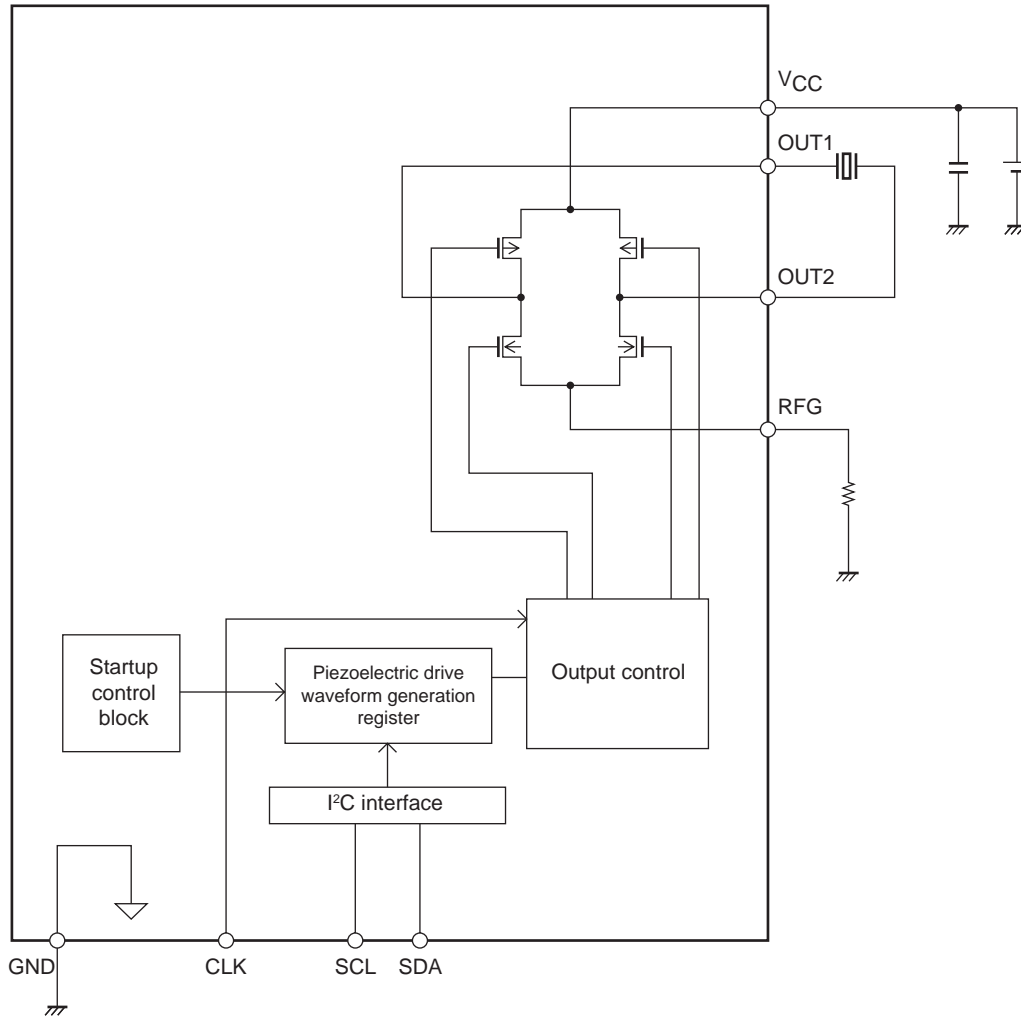 VCC
OUT1
OUT2
RFG
Startup
control
block
Piezoelectric drive
waveform generation
register
Output control
I²C interface
GND
CLK
SCL
SDA